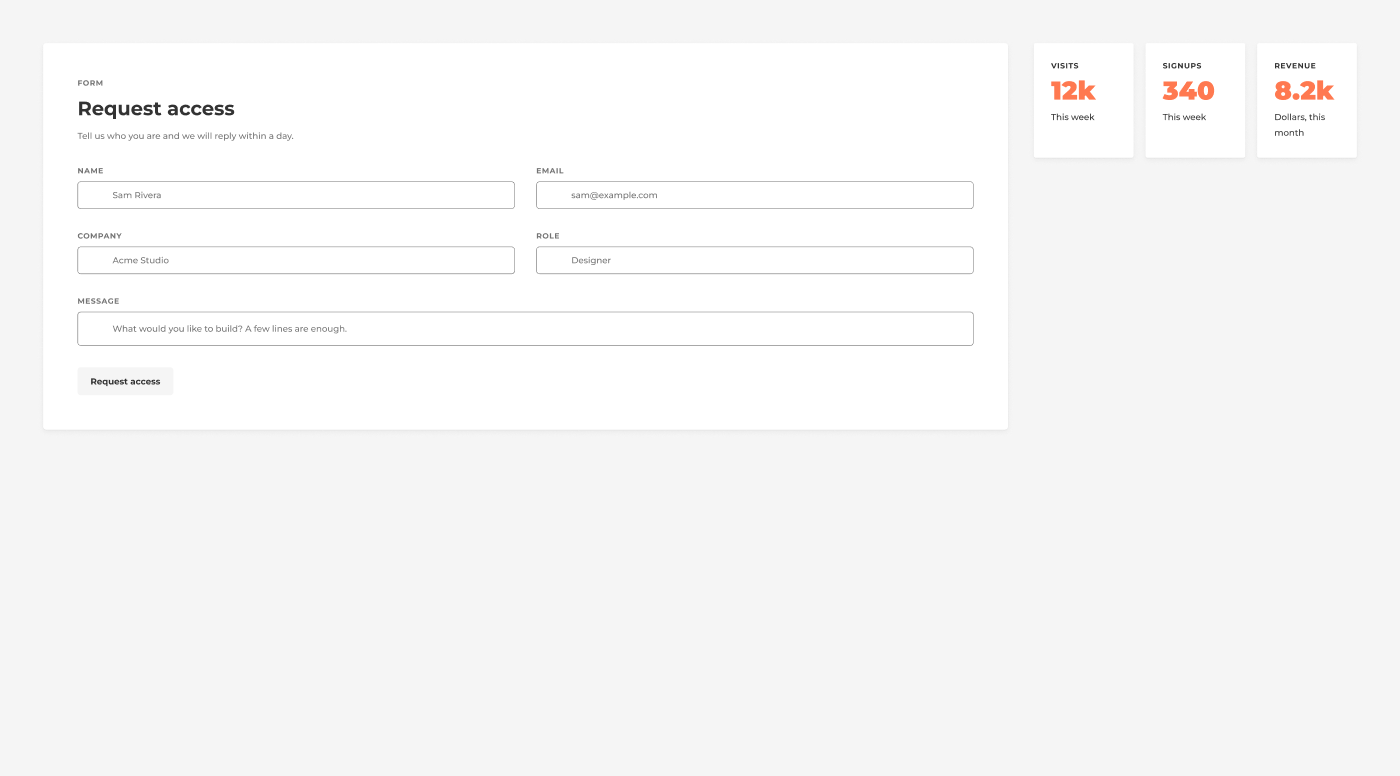 FORM
Request access
Tell us who you are and we will reply within a day.
NAME
Sam Rivera
EMAIL
sam@example.com
COMPANY
Acme Studio
ROLE
Designer
MESSAGE
What would you like to build? A few lines are enough.
Request access
VISITS
12k
This week
SIGNUPS
340
This week
REVENUE
8.2k
Dollars, this
month